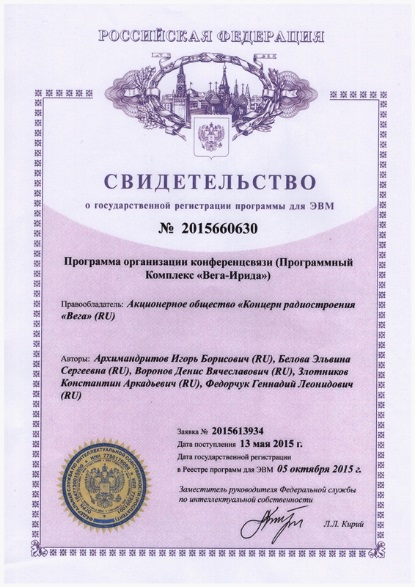 РОССИЙСКАЯ ФЕДЕРАЦИЯ
СВИДЕТЕЛЬСТВО
о государственной регистрации программы для ЭВМ
№ 2015660630
Программа организации конференцсвязи (Программный
Комплекс «Вега-Ирида»)
Правообладатель: Акционерное общество «Концерн радиостроения
«Вега» (RU)
Авторы: Архимандритов Игорь Борисович (RU), Белова Эльвина
Сергеевна (RU), Воронов Денис Вячеславович (RU), Злотников
Константин Аркадьевич (RU), Федорчук Геннадий Леонидович
(RU)
Заявка № 2015613934
Дата поступления 13 мая 2015 г.
Дата государственной регистрации
в Реестре программ для ЭВМ 05 октября 2015 г.
Заместитель руководителя Федеральной службы
по интеллектуальной собственности
Л.Л. Кирий